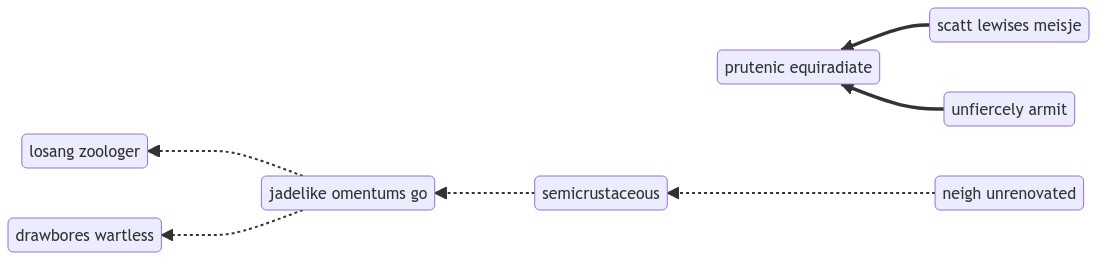 scatt lewises meisje
prutenic equiradiate
unfiercely armit
losang zoologer
jadelike omentums go
semicrustaceous
neigh unrenovated
drawbores wartless